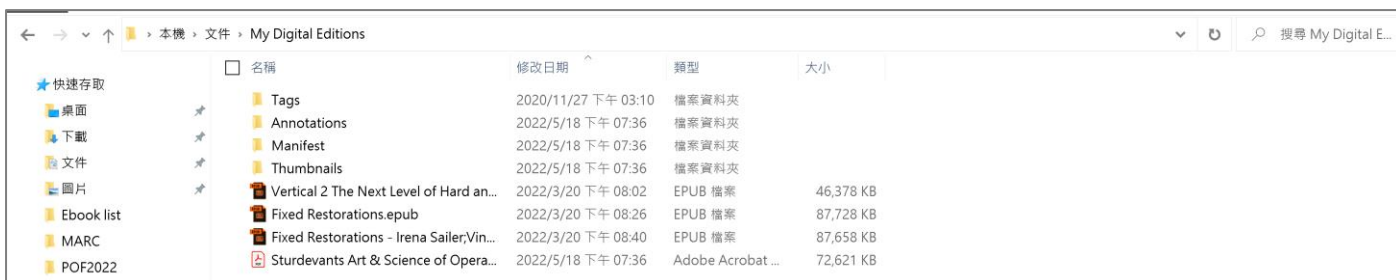 本機 › 文件 › My Digital Editions
搜尋 My Digital E...
名稱 修改日期 類型 大小
快速存取
桌面
下載
文件
圖片
Ebook list
MARC
POF2022
Tags 2020/11/27 下午 03:10 檔案資料夾
Annotations 2022/5/18 下午 07:36 檔案資料夾
Manifest 2022/5/18 下午 07:36 檔案資料夾
Thumbnails 2022/5/18 下午 07:36 檔案資料夾
Vertical 2 The Next Level of Hard an... 2022/3/20 下午 08:02 EPUB 檔案 46,378 KB
Fixed Restorations.epub 2022/3/20 下午 08:26 EPUB 檔案 87,728 KB
Fixed Restorations - Irena Sailer;Vin... 2022/3/20 下午 08:40 EPUB 檔案 87,658 KB
Sturdevants Art & Science of Opera... 2022/5/18 下午 07:36 Adobe Acrobat ... 72,621 KB